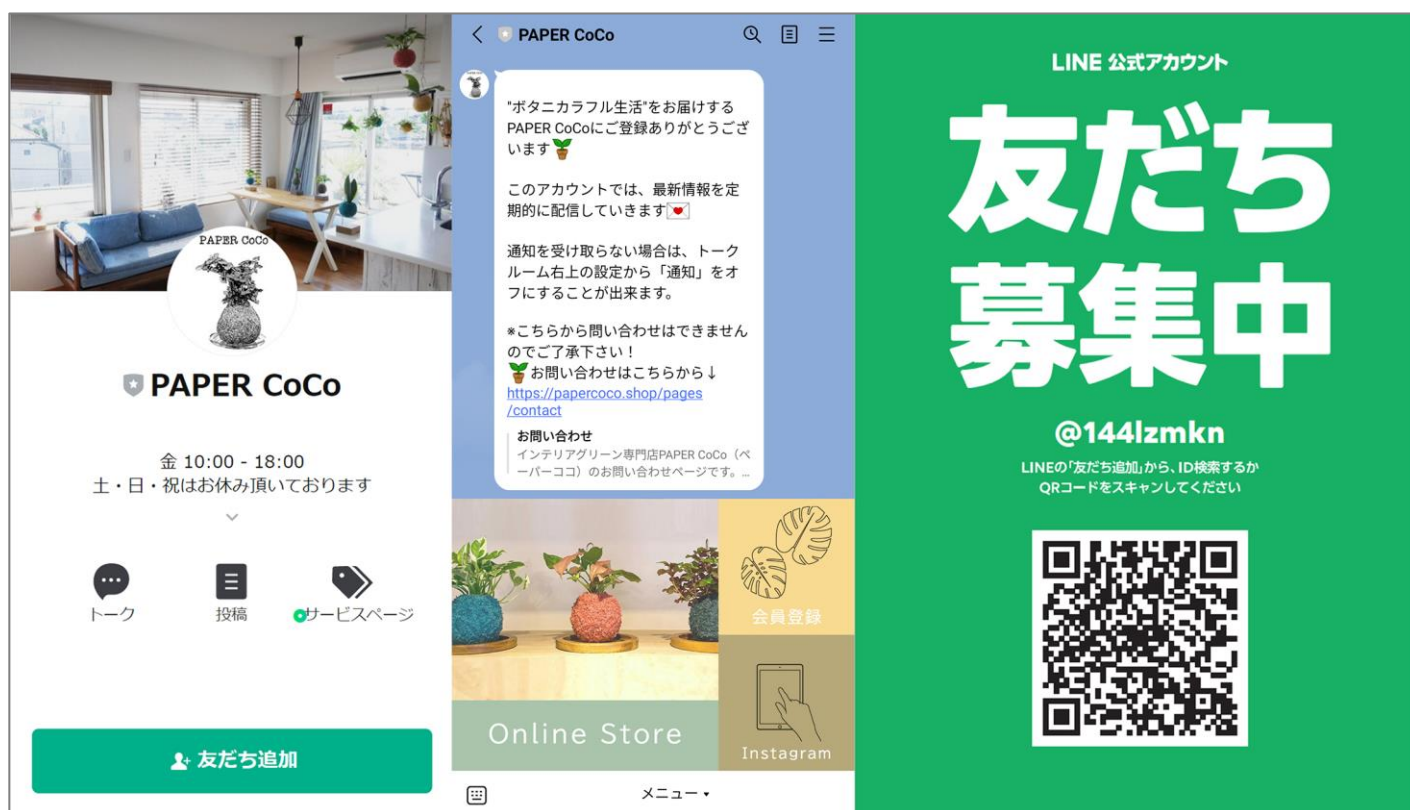 PAPER CoCo
PAPER CoCo
金 10:00 - 18:00
土・日・祝はお休み頂いております
トーク
投稿
サービスページ
友だち追加
PAPER CoCo
"ボタニカラフル生活"をお届けする
PAPER CoCoにご登録ありがとうござ
います
このアカウントでは、最新情報を定
期的に配信していきます
通知を受け取らない場合は、トーク
ルーム右上の設定から「通知」をオ
フにすることが出来ます。
*こちらから問い合わせはできません
のでご了承下さい！
お問い合わせはこちらから↓
https://papercoco.shop/pages
/contact
お問い合わせ
インテリアグリーン専門店PAPER CoCo（ペ
ーパーココ）のお問い合わせページです。...
会員登録
Online Store
Instagram
メニュー
LINE 公式アカウント
友だち
募集中
@144lzmkn
LINEの「友だち追加」から、ID検索するか
QRコードをスキャンしてください